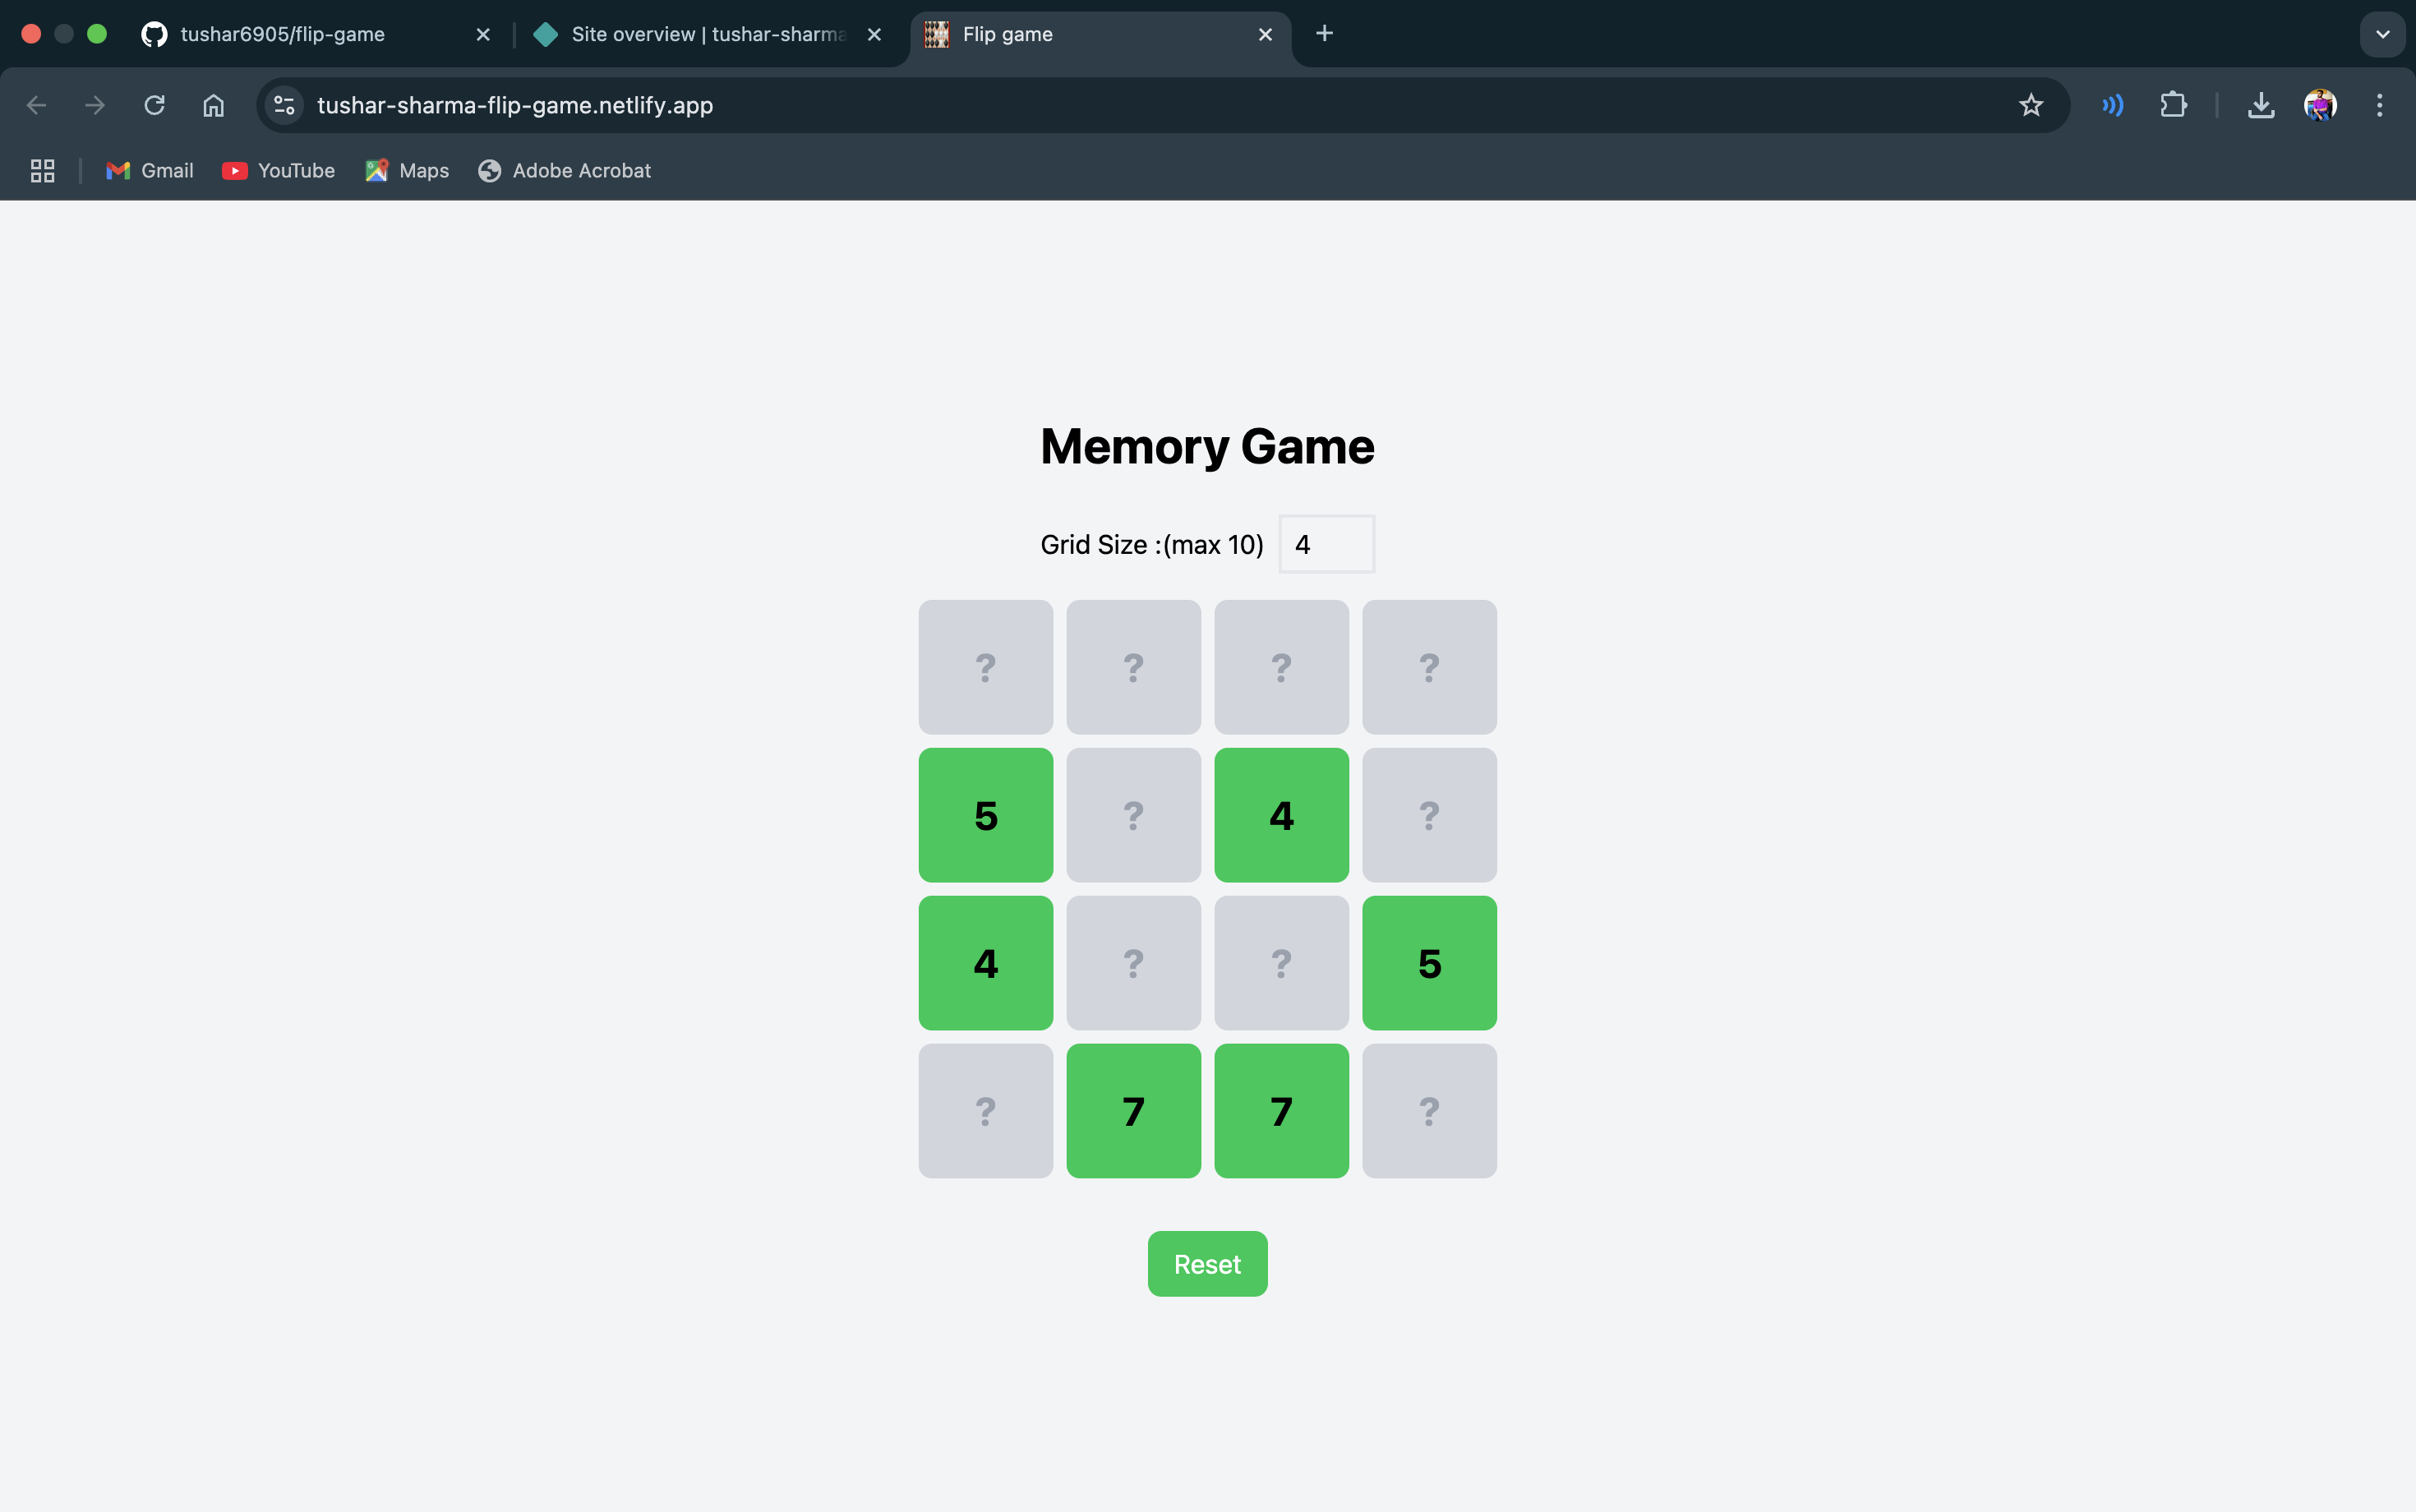 tushar6905/flip-game
Site overview | tushar-sharma
Flip game
tushar-sharma-flip-game.netlify.app
Gmail
YouTube
Maps
Adobe Acrobat
Memory Game
Grid Size :(max 10) 4
? ? ? ?
5 ? 4 ?
4 ? ? 5
? 7 7 ?
Reset